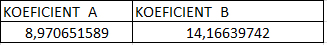 KOEFICIENT A KOEFICIENT B
8,970651589 14,16639742